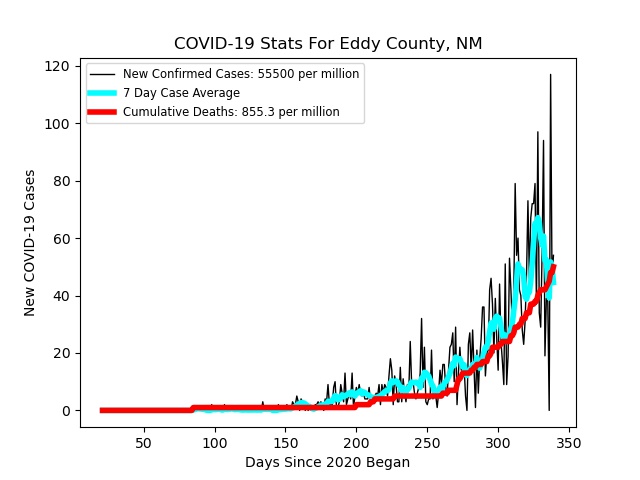 COVID-19 Stats For Eddy County, NM
New Confirmed Cases: 55500 per million
7 Day Case Average
Cumulative Deaths: 855.3 per million
New COVID-19 Cases
120
100
80
60
40
20
0
50 100 150 200 250 300 350
Days Since 2020 Began